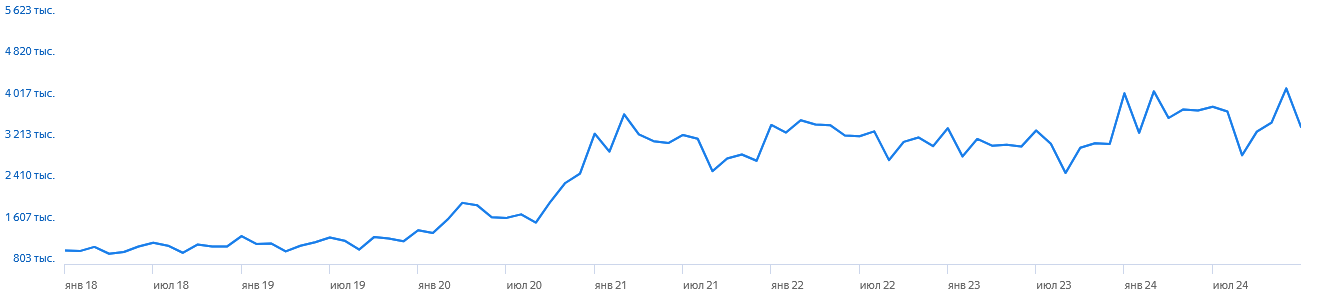 5 623 тыс.
4 820 тыс.
4 017 тыс.
3 213 тыс.
2 410 тыс.
1 607 тыс.
803 тыс.
янв 18 июл 18 янв 19 июл 19 янв 20 июл 20 янв 21 июл 21 янв 22 июл 22 янв 23 июл 23 янв 24 июл 24